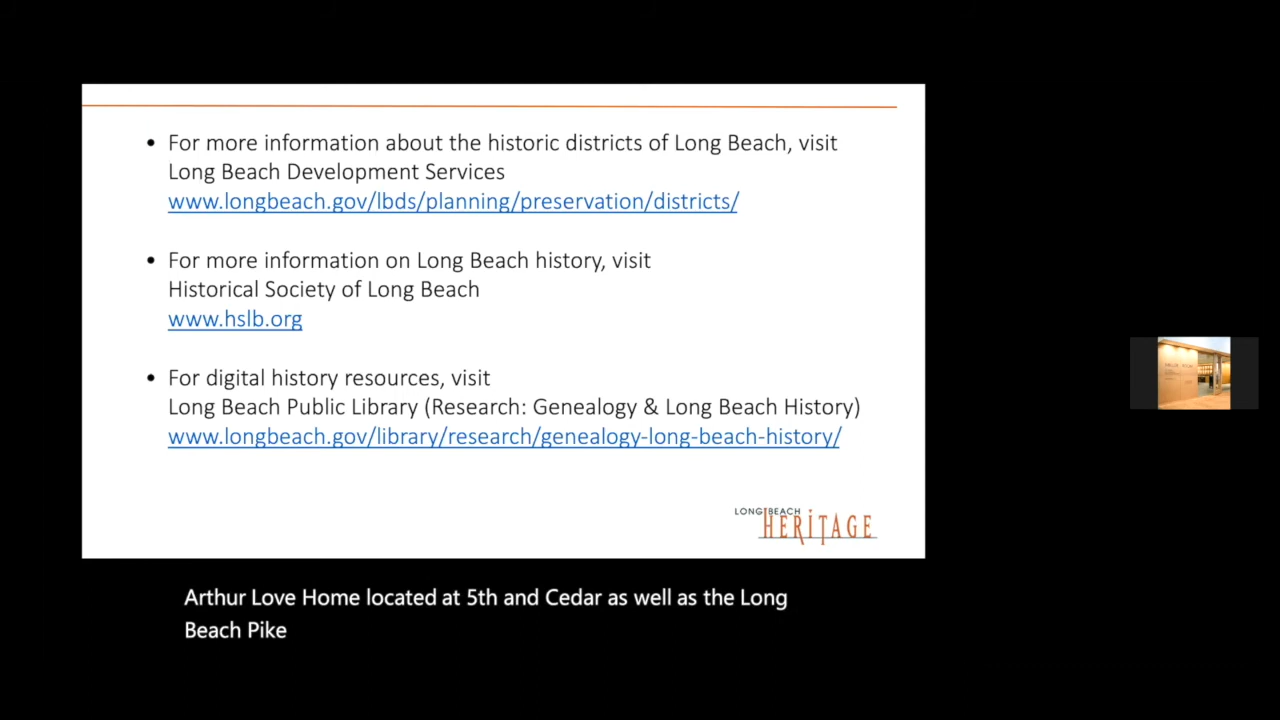 • For more information about the historic districts of Long Beach, visit
Long Beach Development Services
www.longbeach.gov/lbds/planning/preservation/districts/
• For more information on Long Beach history, visit
Historical Society of Long Beach
www.hslb.org
• For digital history resources, visit
Long Beach Public Library (Research: Genealogy & Long Beach History)
www.longbeach.gov/library/research/genealogy-long-beach-history/
LONG BEACH
HERITAGE
Arthur Love Home located at 5th and Cedar as well as the Long
Beach Pike